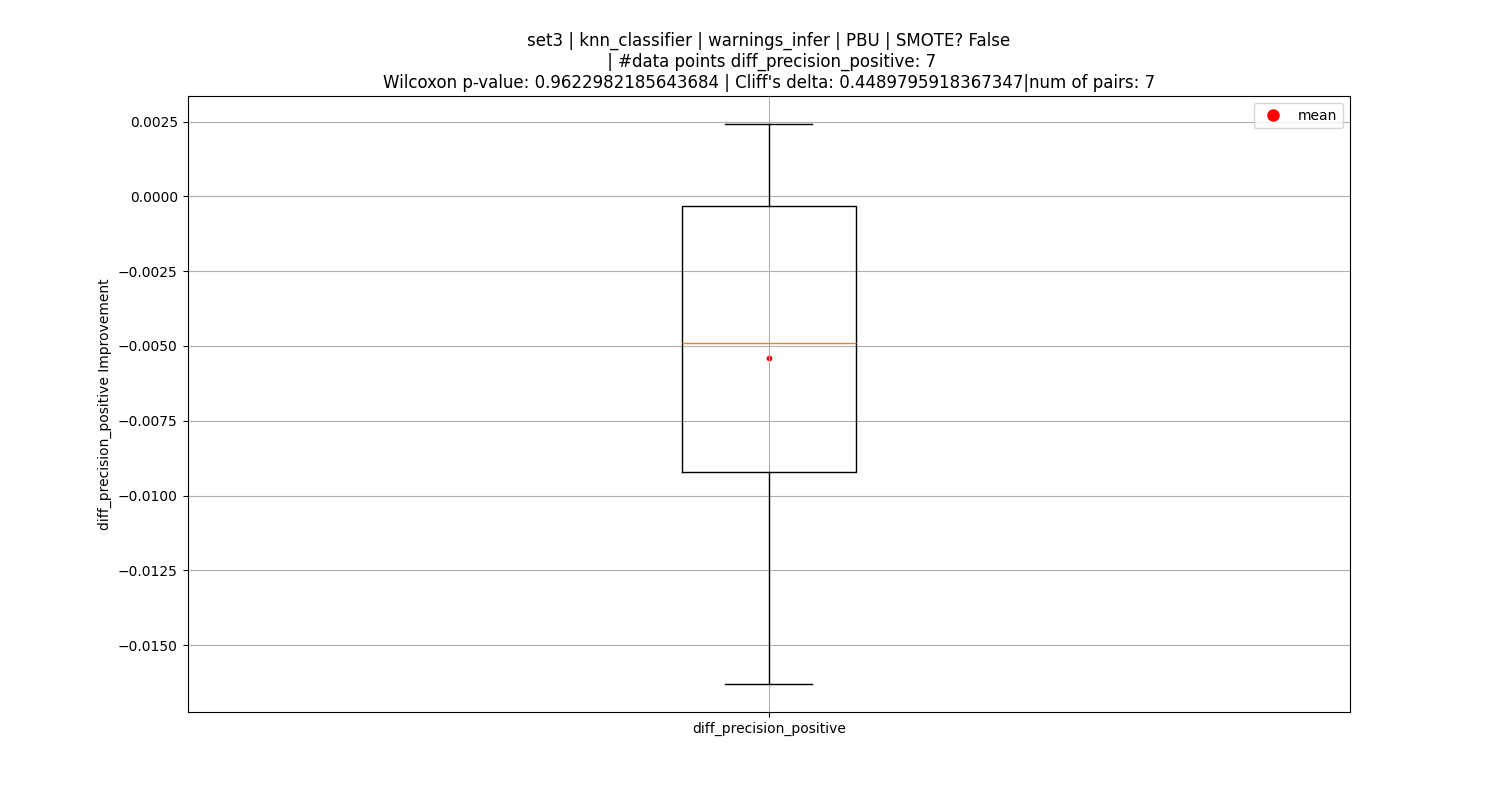 set3 | knn_classifier | warnings_infer | PBU | SMOTE? False
| #data points diff_precision_positive: 7
Wilcoxon p-value: 0.9622982185643684 | Cliff's delta: 0.4489795918367347|num of pairs: 7
mean
0.0025
0.0000
−0.0025
−0.0050
−0.0075
−0.0100
−0.0125
−0.0150
diff_precision_positive Improvement
diff_precision_positive